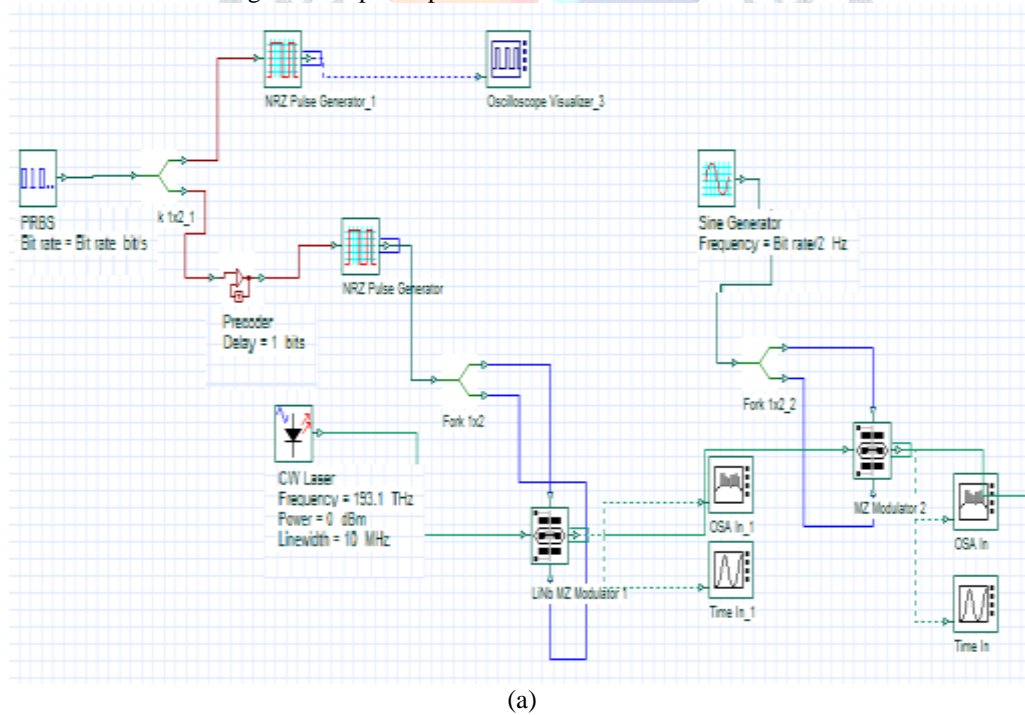 NRZ Pulse Generator_1
Oscilloscope Visualizer_3
PRBS
Bit rate = Bit rate bit/s
k 1x2_1
NRZ Pulse Generator
Precoder
Delay = 1 bits
Sine Generator
Frequency = Bit rate/2 Hz
Fork 1x2
Fork 1x2_2
CW Laser
Frequency = 193.1 THz
Power = 0 dBm
Linewidth = 10 MHz
LiNb MZ Modulator 1
OSA In_1
Time In_1
MZ Modulator 2
OSA In
Time In
(a)